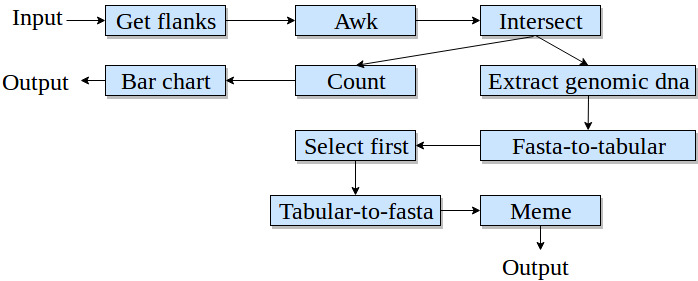 Input
Get flanks
Awk
Intersect
Output
Bar chart
Count
Extract genomic dna
Select first
Fasta-to-tabular
Tabular-to-fasta
Meme
Output